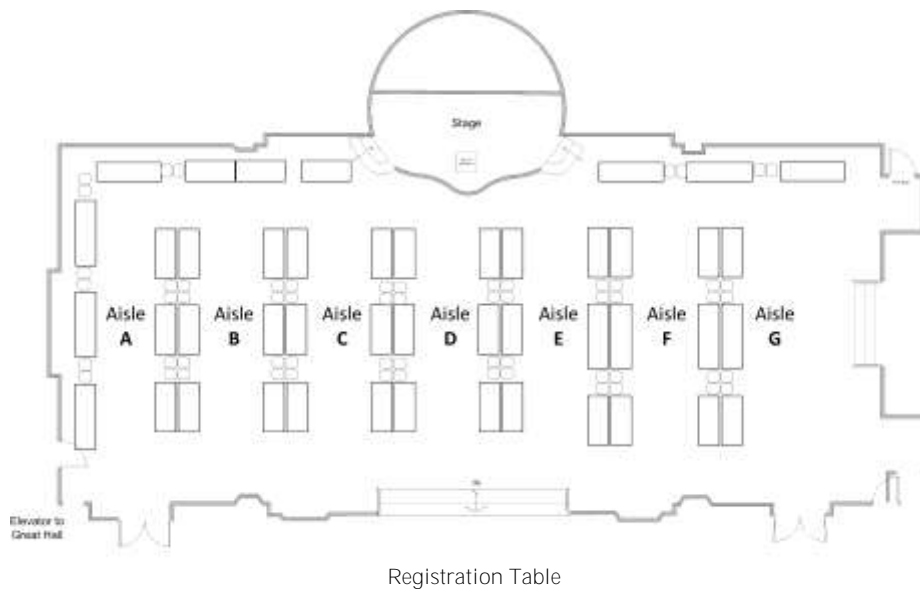 Stage
Aisle
A
Aisle
B
Aisle
C
Aisle
D
Aisle
E
Aisle
F
Aisle
G
Elevator to
Great Hall
Registration Table